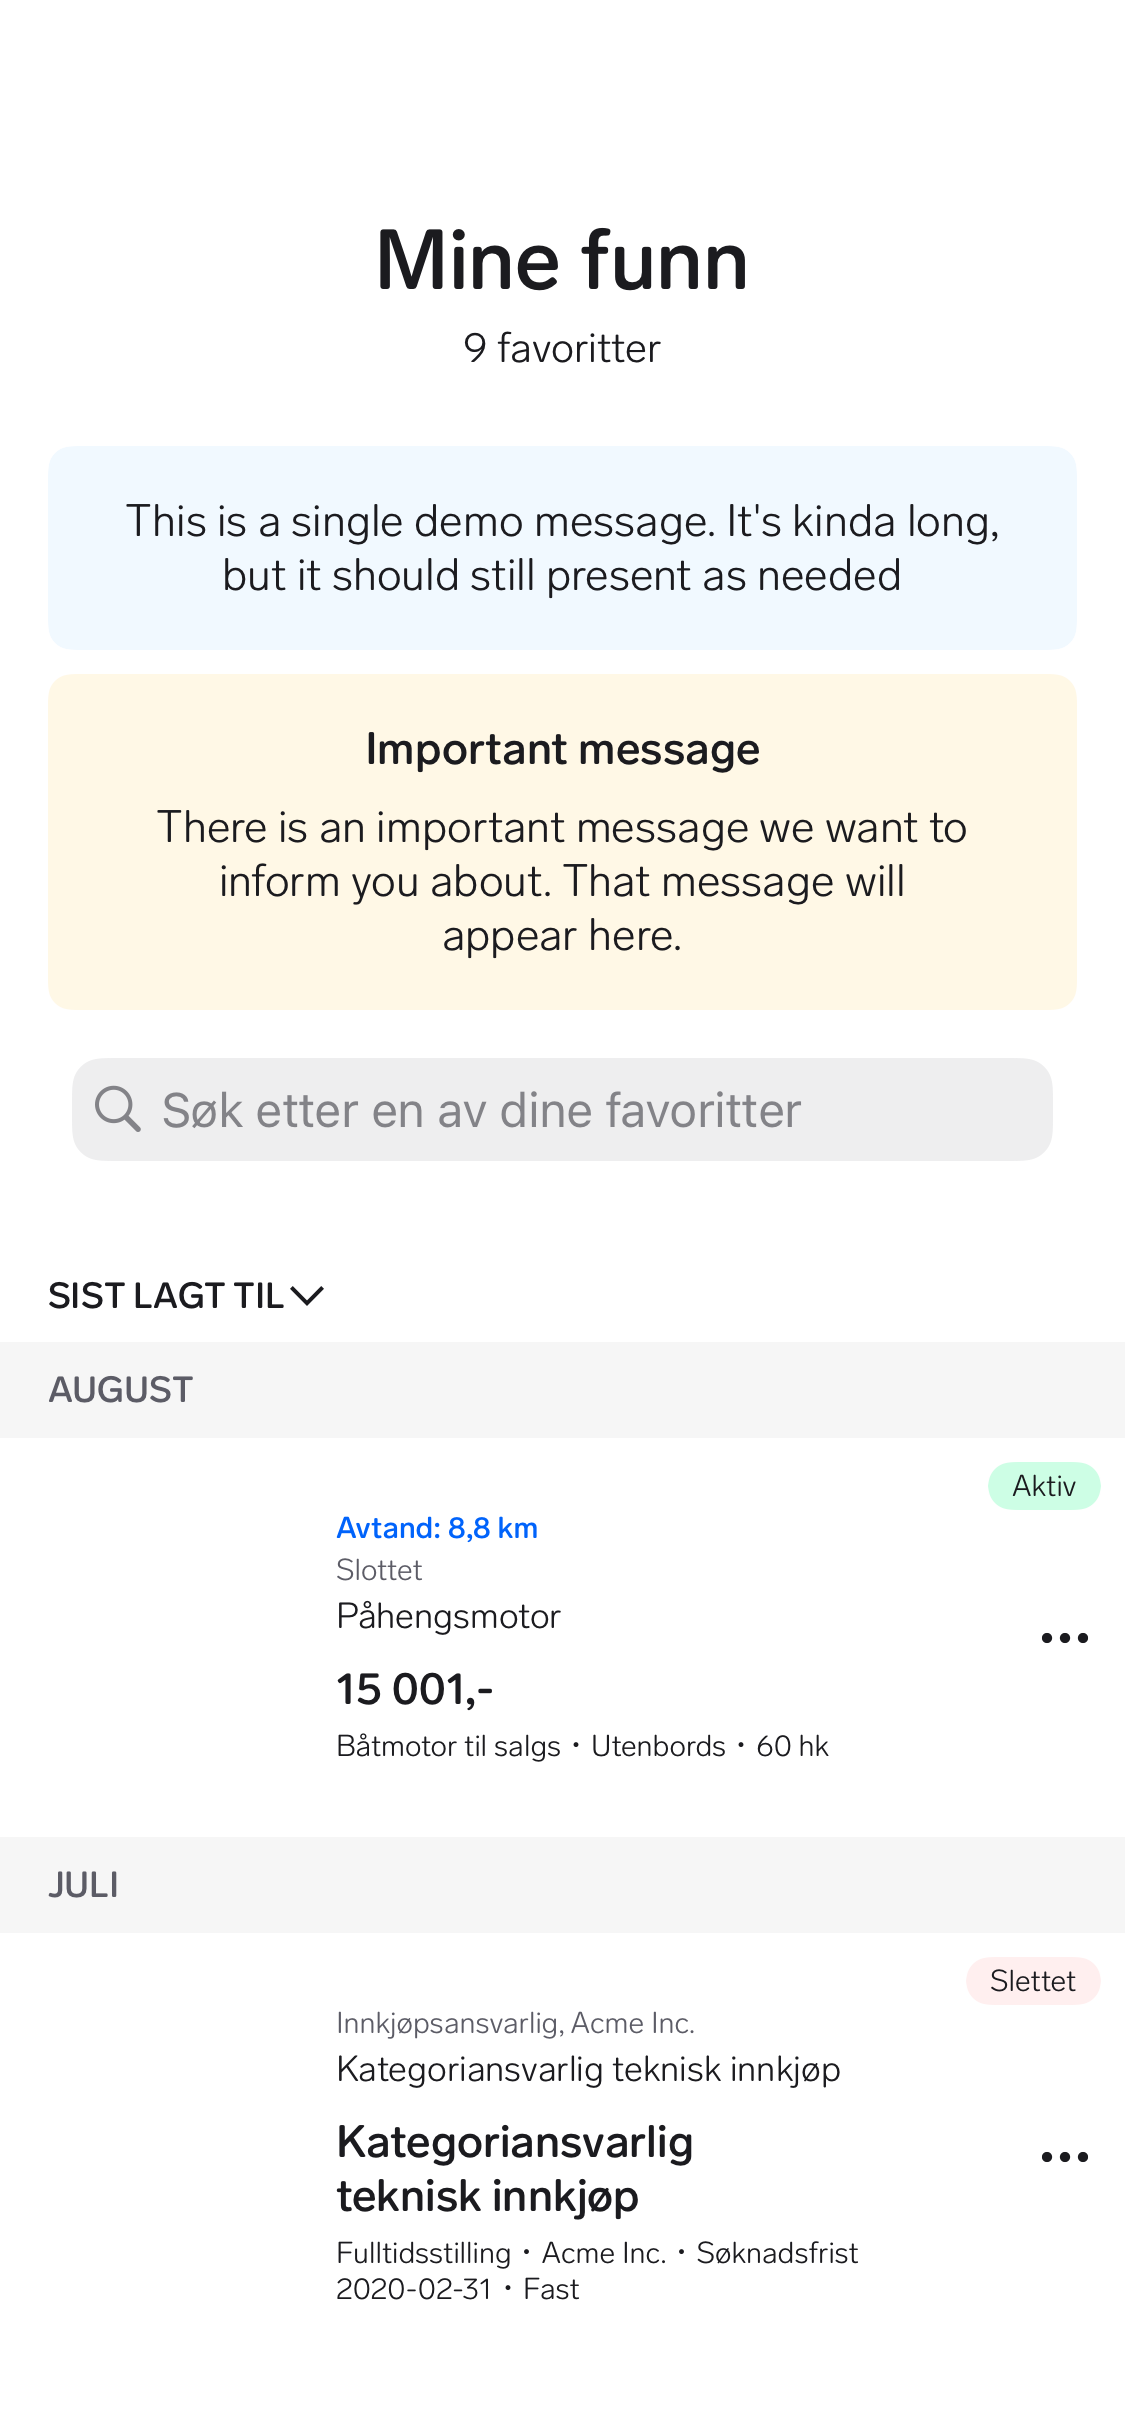 Mine funn
9 favoritter
This is a single demo message. It's kinda long,
but it should still present as needed
Important message
There is an important message we want to
inform you about. That message will
appear here.
Søk etter en av dine favoritter
SIST LAGT TIL
AUGUST
Aktiv
Avtand: 8,8 km
Slottet
Påhengsmotor
15 001,-
Båtmotor til salgs • Utenbords • 60 hk
JULI
Slettet
Innkjøpsansvarlig, Acme Inc.
Kategoriansvarlig teknisk innkjøp
Kategoriansvarlig
teknisk innkjøp
Fulltidsstilling • Acme Inc. • Søknadsfrist
2020-02-31 • Fast